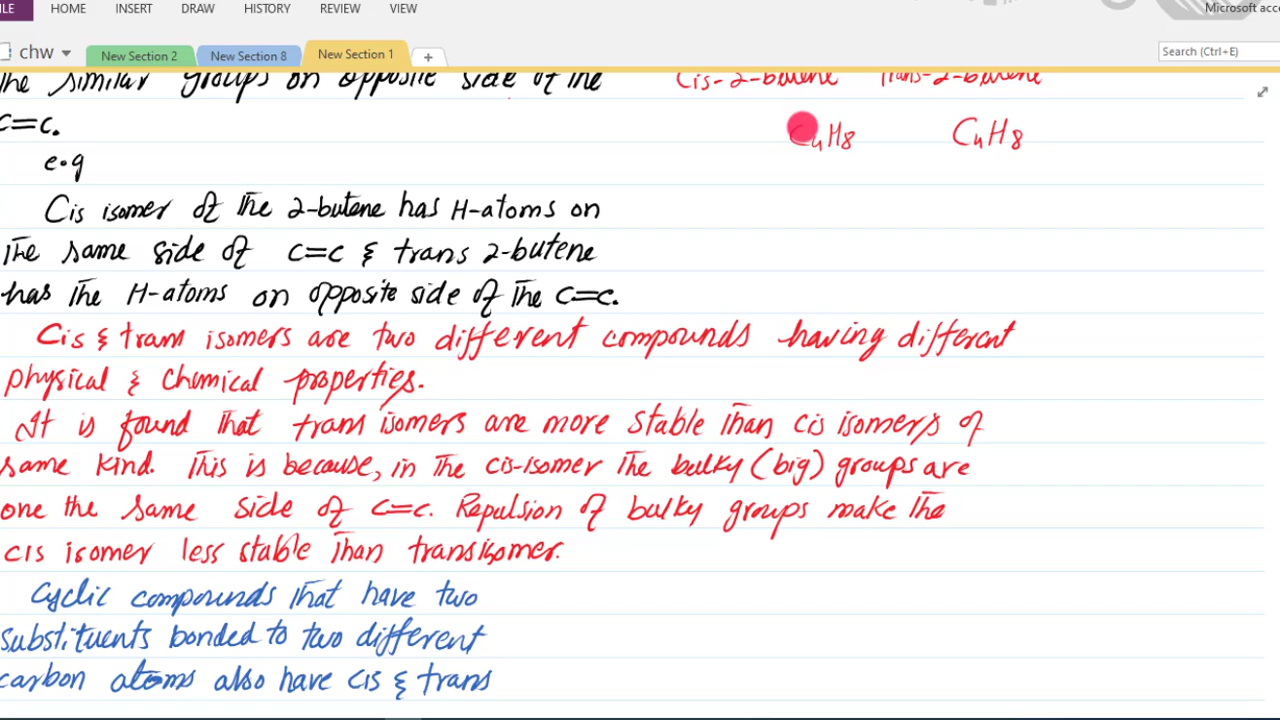 ILE HOME INSERT DRAW HISTORY REVIEW VIEW Microsoft acc
chw New Section 2 New Section 8 New Section 1 + Search (Ctrl+E)
The similar groups on opposite side of the
C=C.
Cis-2-butene Trans-2-butene
C4H8 C4H8
e.g
Cis isomer of the 2-butene has H-atoms on
The same side of C=C & trans 2-butene
has the H-atoms on opposite side of the C=C.
Cis & trans isomers are two different compounds having different
physical & chemical properties.
It is found that trans isomers are more stable than cis isomers of
same kind. This is because, in the cis-isomer the bulky (big) groups are
one the same side of C=C. Repulsion of bulky groups make the
cis isomer less stable than transisomer.
Cyclic compounds that have two
substituents bonded to two different
carbon atoms also have cis & trans